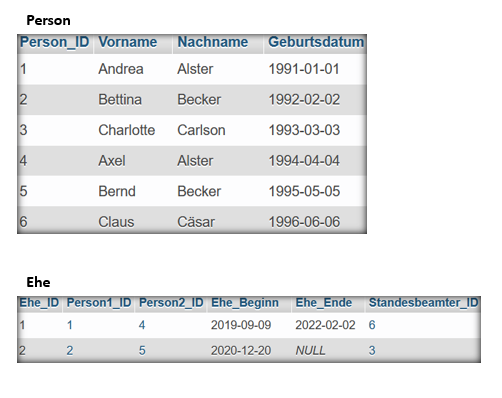 Person
Person_ID Vorname Nachname Geburtsdatum
1 Andrea Alster 1991-01-01
2 Bettina Becker 1992-02-02
3 Charlotte Carlson 1993-03-03
4 Axel Alster 1994-04-04
5 Bernd Becker 1995-05-05
6 Claus Cäsar 1996-06-06
Ehe
Ehe_ID Person1_ID Person2_ID Ehe_Beginn Ehe_Ende Standesbeamter_ID
1 1 4 2019-09-09 2022-02-02 6
2 2 5 2020-12-20 NULL 3